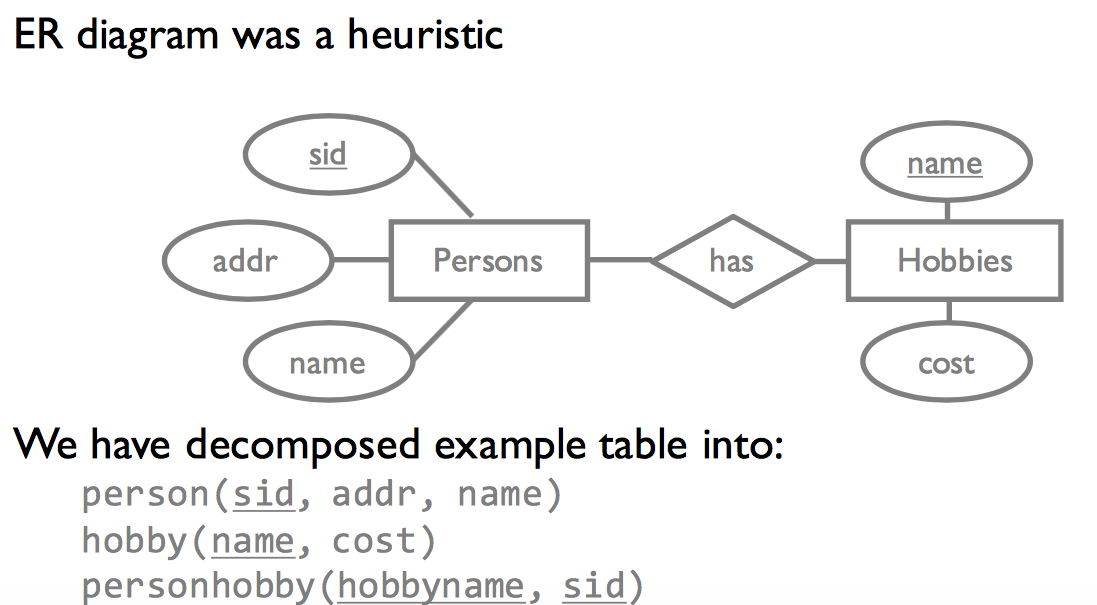 ER diagram was a heuristic
sid
name
addr
Persons
has
Hobbies
name
cost
We have decomposed example table into:
person(sid, addr, name)
hobby(name, cost)
personhobby(hobbyname, sid)